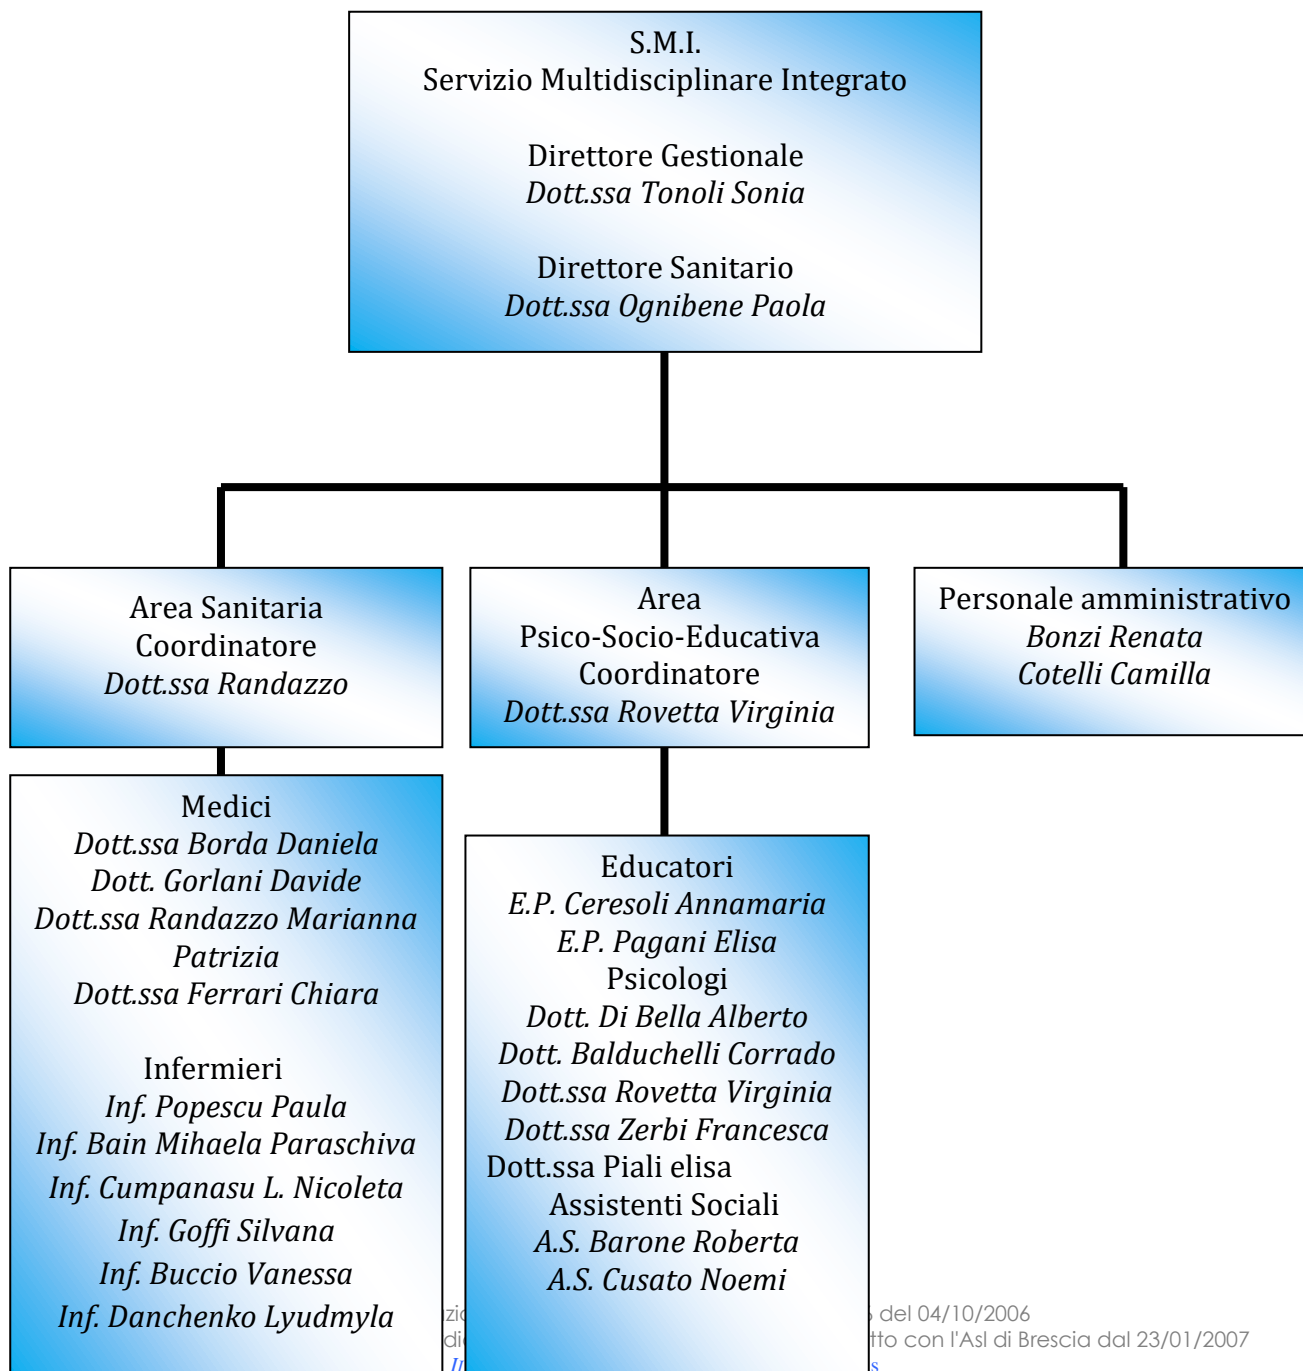 S.M.I.
Servizio Multidisciplinare Integrato
Direttore Gestionale
Dott.ssa Tonoli Sonia
Direttore Sanitario
Dott.ssa Ognibene Paola
Area Sanitaria
Coordinatore
Dott.ssa Randazzo
Area
Psico-Socio-Educativa
Coordinatore
Dott.ssa Rovetta Virginia
Personale amministrativo
Bonzi Renata
Cotelli Camilla
Medici
Dott.ssa Borda Daniela
Dott. Gorlani Davide
Dott.ssa Randazzo Marianna
Patrizia
Dott.ssa Ferrari Chiara
Infermieri
Inf. Popescu Paula
Inf. Bain Mihaela Paraschiva
Inf. Cumpanasu L. Nicoleta
Inf. Goffi Silvana
Inf. Buccio Vanessa
Inf. Danchenko Lyudmyla
Educatori
E.P. Ceresoli Annamaria
E.P. Pagani Elisa
Psicologi
Dott. Di Bella Alberto
Dott. Balduchelli Corrado
Dott.ssa Rovetta Virginia
Dott.ssa Zerbi Francesca
Dott.ssa Piali elisa
Assistenti Sociali
A.S. Barone Roberta
A.S. Cusato Noemi
del 04/10/2006
con l'Asl di Brescia dal 23/01/2007